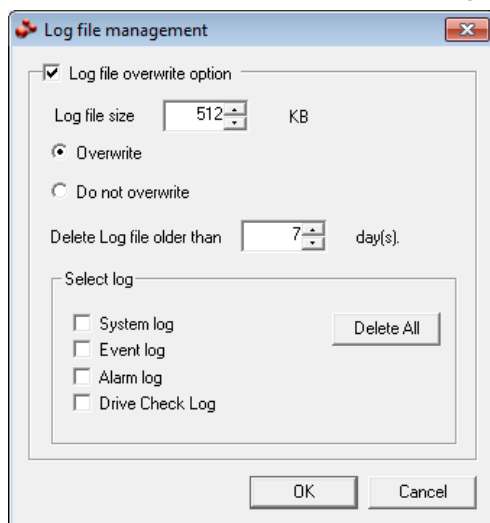 Log file management
Log file overwrite option
Log file size 512 KB
Overwrite
Do not overwrite
Delete Log file older than 7 day(s).
Select log
System log Delete All
Event log
Alarm log
Drive Check Log
OK Cancel